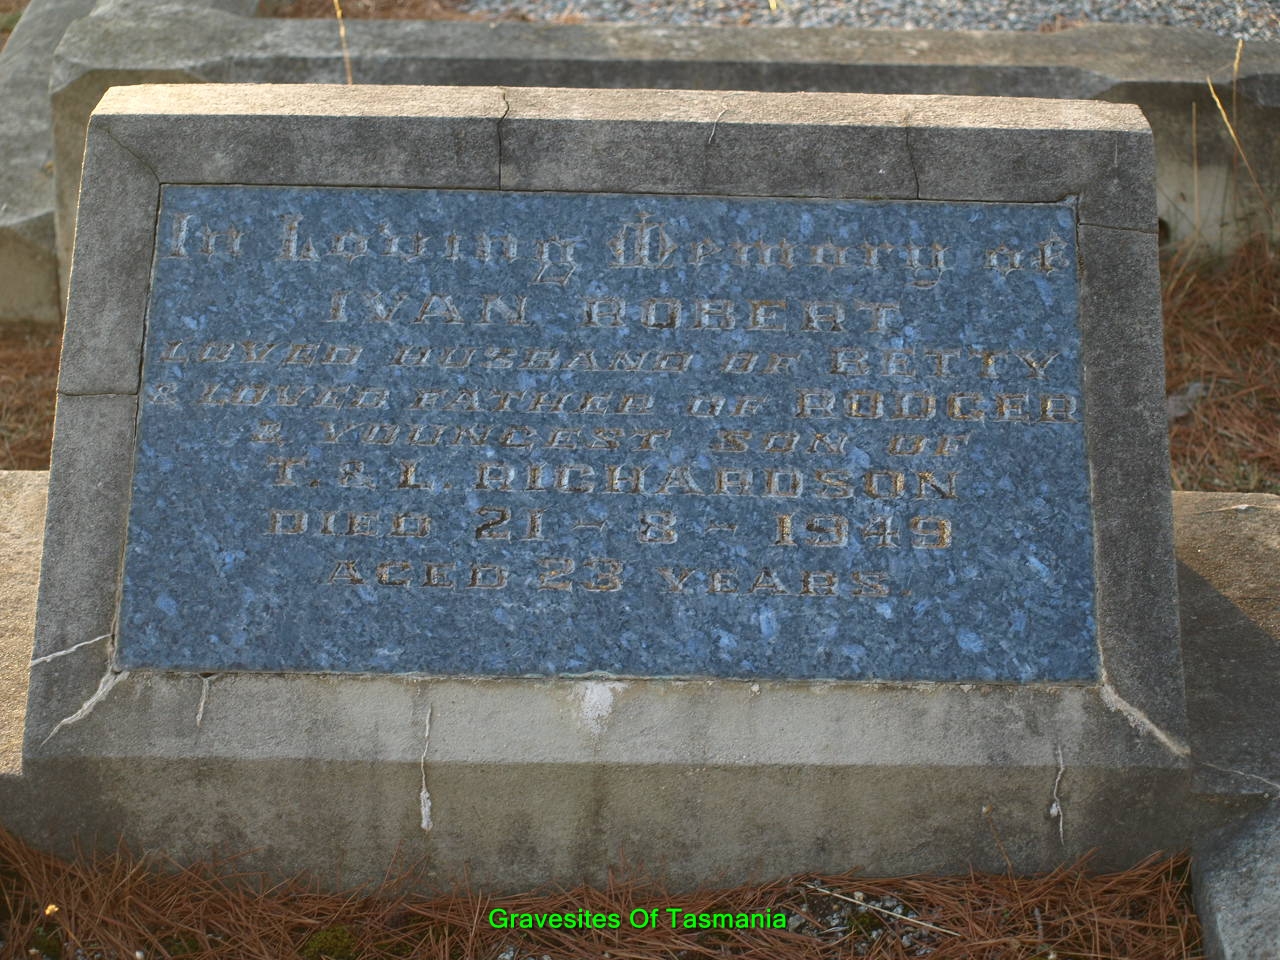 In Loving Memory of
IVAN ROBERT
LOVED HUSBAND OF BETTY
& LOVED FATHER OF RODGER
& YOUNGEST SON OF
T. & L. RICHARDSON
DIED 21 - 8 - 1949
AGED 23 YEARS.
Gravesites Of Tasmania